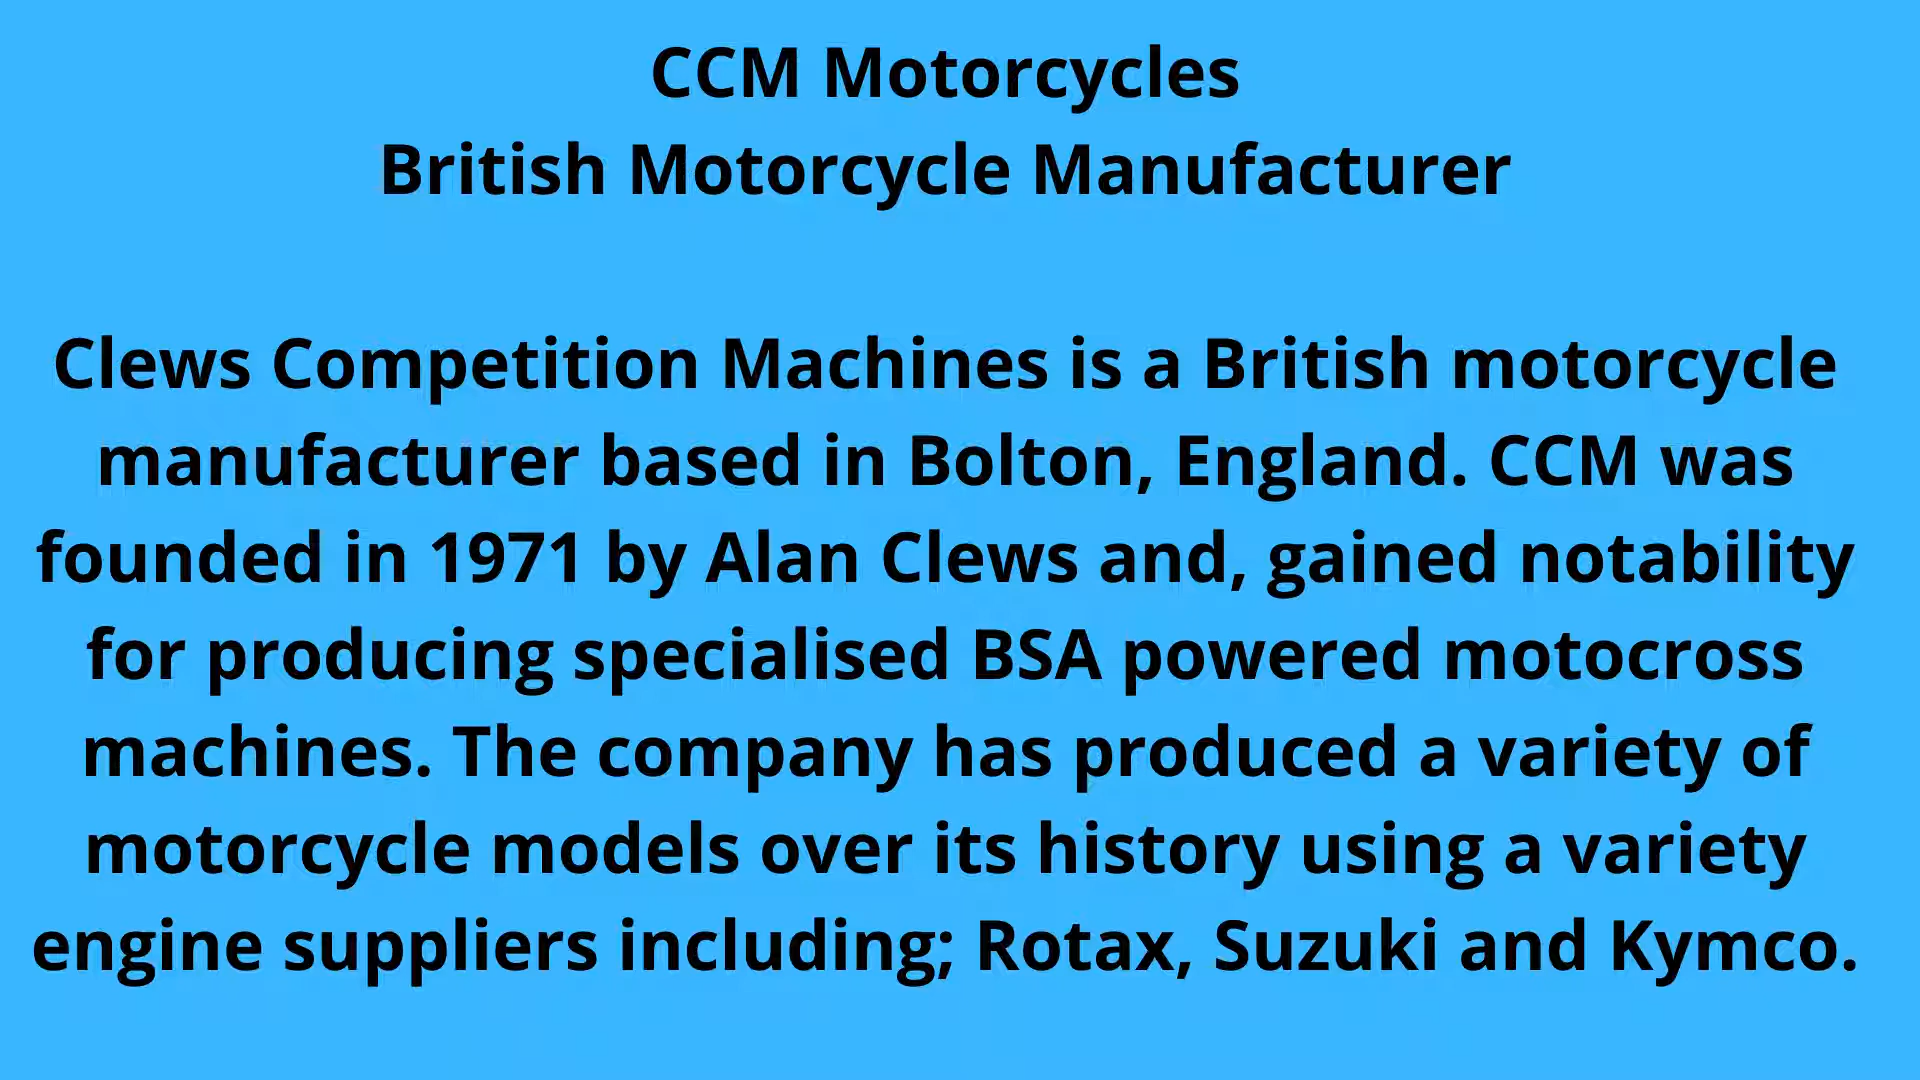 CCM Motorcycles
British Motorcycle Manufacturer
Clews Competition Machines is a British motorcycle
manufacturer based in Bolton, England. CCM was
founded in 1971 by Alan Clews and, gained notability
for producing specialised BSA powered motocross
machines. The company has produced a variety of
motorcycle models over its history using a variety
engine suppliers including; Rotax, Suzuki and Kymco.